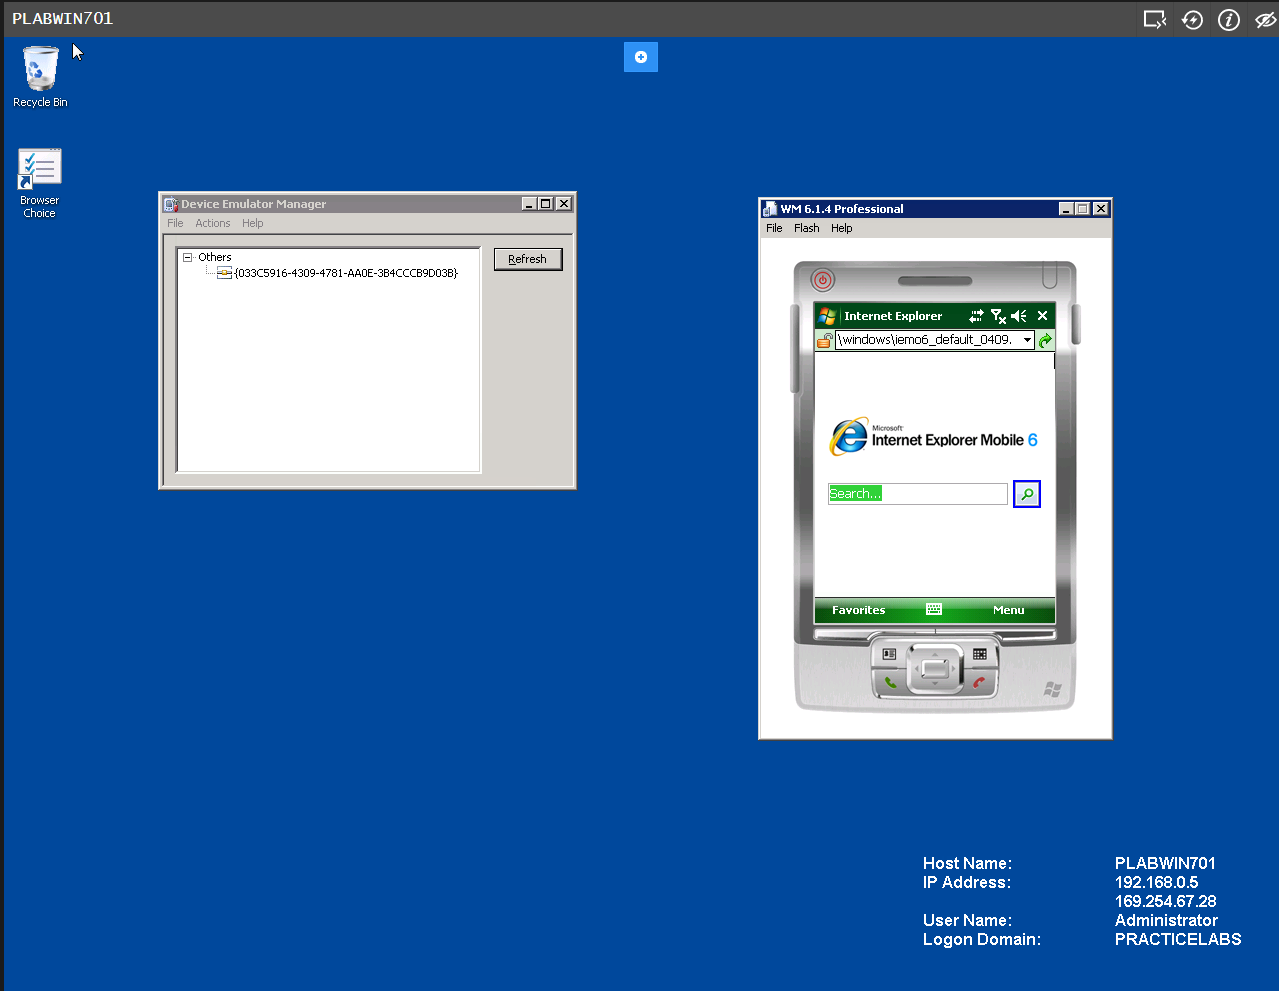 PLABWIN701
Recycle Bin
Browser
Choice
Device Emulator Manager
File Actions Help
Others
{033C5916-4309-4781-AA0E-3B4CCCB9D03B}
Refresh
WM 6.1.4 Professional
File Flash Help
Internet Explorer
\windows\iemo6_default_0409.
Microsoft
Internet Explorer Mobile 6
Search...
Favorites Menu
Host Name: PLABWIN701
IP Address: 192.168.0.5
169.254.67.28
User Name: Administrator
Logon Domain: PRACTICELABS